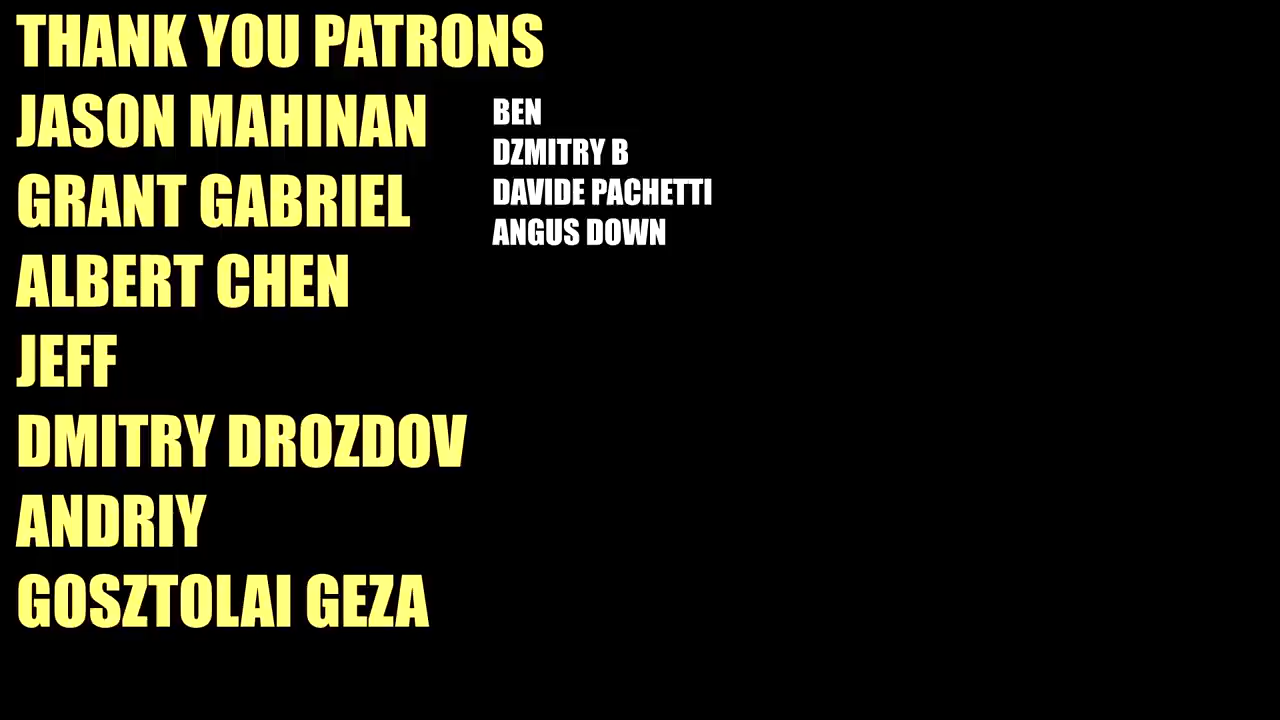 THANK YOU PATRONS
JASON MAHINAN
GRANT GABRIEL
ALBERT CHEN
JEFF
DMITRY DROZDOV
ANDRIY
GOSZTOLAI GEZA
BEN
DZMITRY B
DAVIDE PACHETTI
ANGUS DOWN